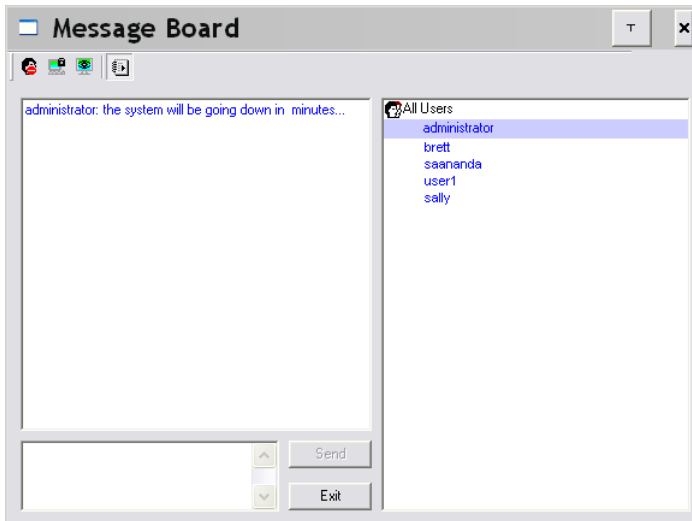 Message Board
T
administrator: the system will be going down in  minutes...
All Users
administrator
brett
saananda
user1
sally
Send
Exit